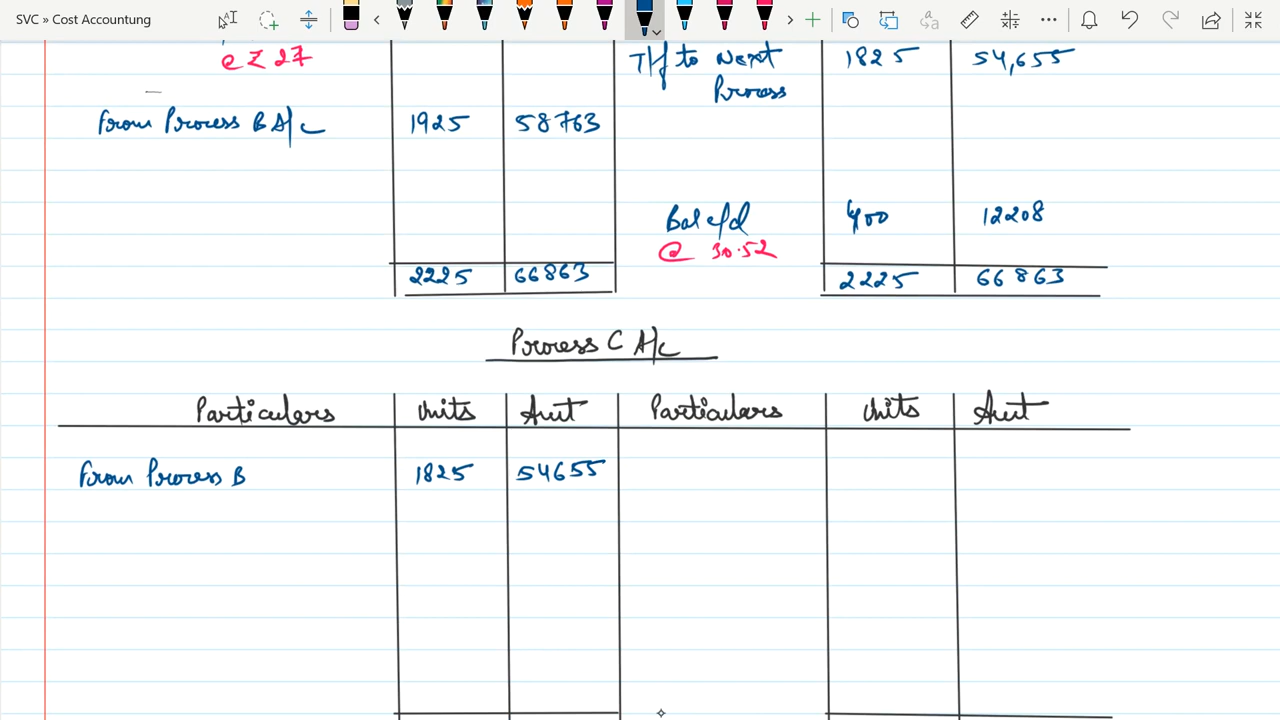 SVC » Cost Accountung
@ ₹ 27
T/f to Next 1825 54,655
Process
From Process B A/c 1925 58763
Bal c/d 400 12208
@ 30.52
2225 66863 2225 66863
Process C A/c
Particulars Units Amt Particulars Units Amt
From Process B 1825 54655